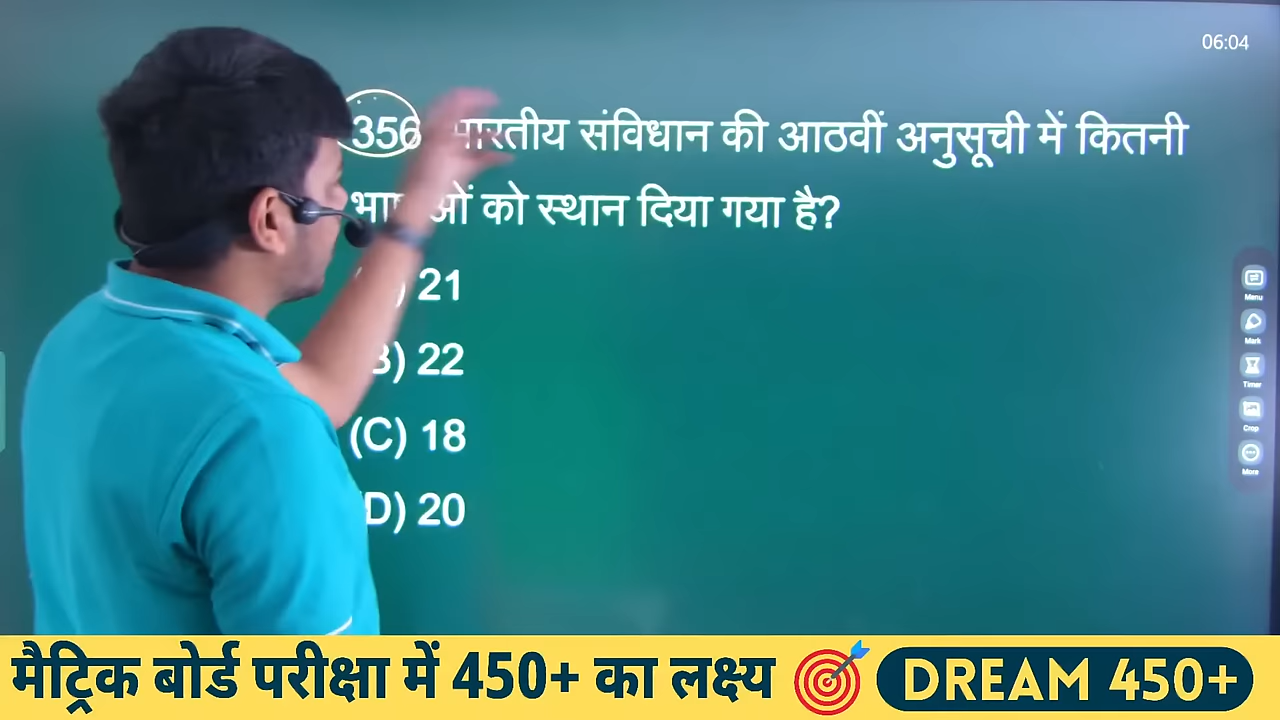 06:04
356 भारतीय संविधान की आठवीं अनुसूची में कितनी
को स्थान दिया गया है?
) 21
B) 22
(C) 18
D) 20
Menu
Mark
Timer
Crop
More
मैट्रिक बोर्ड परीक्षा में 450+ का लक्ष्य
DREAM 450+